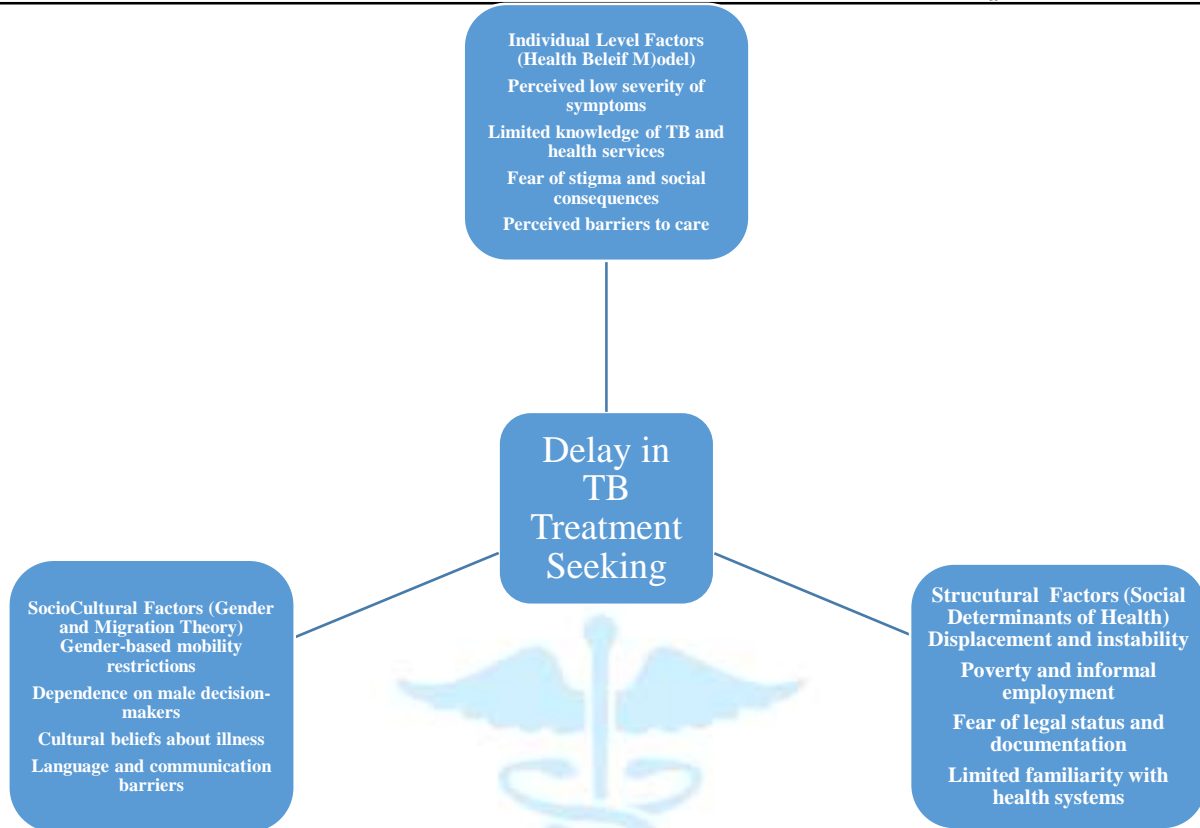 Individual Level Factors
(Health Beleif M)odel)
Perceived low severity of
symptoms
Limited knowledge of TB and
health services
Fear of stigma and social
consequences
Perceived barriers to care
Delay in
TB
Treatment
Seeking
SocioCultural Factors (Gender
and Migration Theory)
Gender-based mobility
restrictions
Dependence on male decision-
makers
Cultural beliefs about illness
Language and communication
barriers
Strucutural Factors (Social
Determinants of Health)
Displacement and instability
Poverty and informal
employment
Fear of legal status and
documentation
Limited familiarity with
health systems